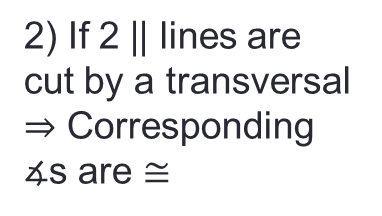 2) If 2 || lines are
cut by a transversal
⇒ Corresponding
∡s are ≅